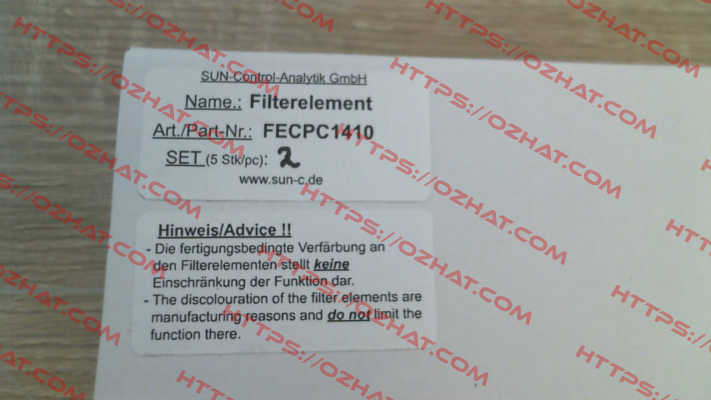 SUN-Control-Analytik GmbH
Name.: Filterelement
Art./Part-Nr.: FECPC1410
SET (5 Stk/pc): 2
www.sun-c.de
Hinweis/Advice !!
- Die fertigungsbedingte Verfärbung an
den Filterelementen stellt keine
Einschränkung der Funktion dar.
- The discolouration of the filter elements are
manufacturing reasons and do not limit the
function there.
HTTPS://OZHAT.COM